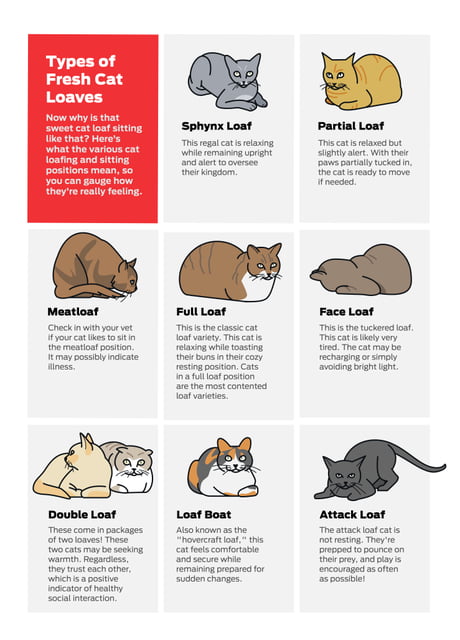 Types of
Fresh Cat
Loaves
Now why is that
sweet cat loaf sitting
like that? Here's
what the various cat
loafing and sitting
positions mean, so
you can gauge how
they're really feeling.
Sphynx Loaf
This regal cat is relaxing
while remaining upright
and alert to oversee
their kingdom.
Partial Loaf
This cat is relaxed but
slightly alert. With their
paws partially tucked in,
the cat is ready to move
if needed.
Meatloaf
Check in with your vet
if your cat likes to sit in
the meatloaf position.
It may possibly indicate
illness.
Full Loaf
This is the classic cat
loaf variety. This cat is
relaxing while toasting
their buns in their cozy
resting position. Cats
in a full loaf position
are the most contented
loaf varieties.
Face Loaf
This is the tuckered loaf.
This cat is likely very
tired. The cat may be
recharging or simply
avoiding bright light.
Double Loaf
These come in packages
of two loaves! These
two cats may be seeking
warmth. Regardless,
they trust each other,
which is a positive
indicator of healthy
social interaction.
Loaf Boat
Also known as the
"hovercraft loaf," this
cat feels comfortable
and secure while
remaining prepared for
sudden changes.
Attack Loaf
The attack loaf cat is
not resting. They're
prepped to pounce on
their prey, and play is
encouraged as often
as possible!